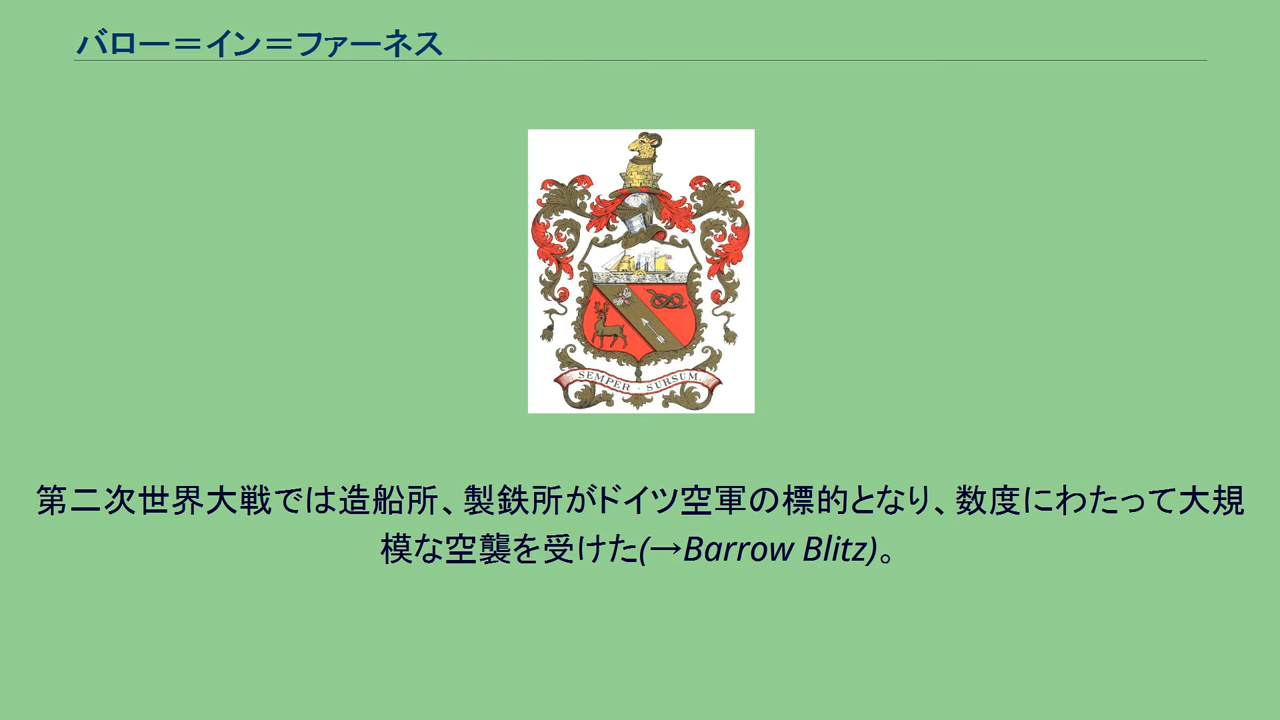 バロー＝イン＝ファーネス
SEMPER · SURSUM.
第二次世界大戦では造船所、製鉄所がドイツ空軍の標的となり、数度にわたって大規
模な空襲を受けた(→Barrow Blitz)。